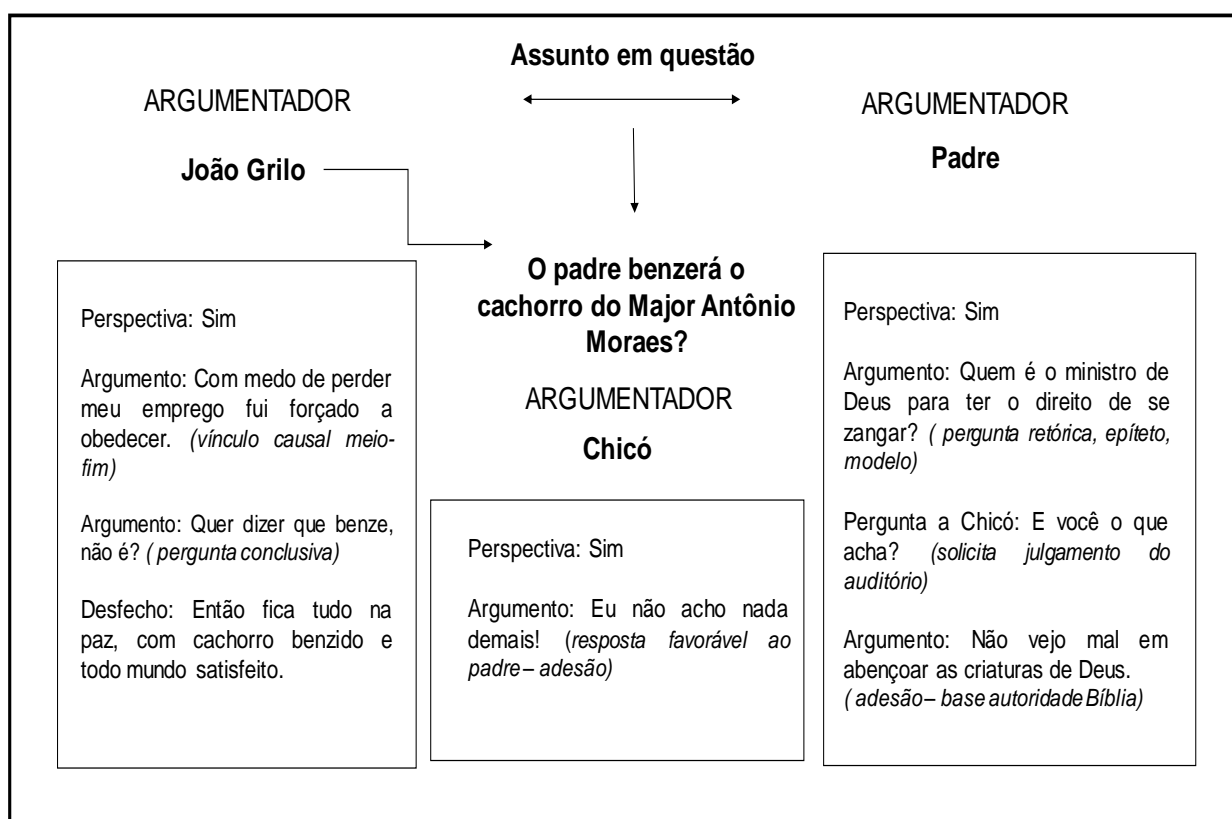 Assunto em questão
ARGUMENTADOR
João Grilo
ARGUMENTADOR
Padre
O padre benzerá o
cachorro do Major Antônio
Moraes?
Perspectiva: Sim
Argumento: Com medo de perder
meu emprego fui forçado a
obedecer. (vínculo causal meio-
fim)
Argumento: Quer dizer que benze,
não é? ( pergunta conclusiva)
Desfecho: Então fica tudo na
paz, com cachorro benzido e
todo mundo satisfeito.
ARGUMENTADOR
Chicó
Perspectiva: Sim
Argumento: Eu não acho nada
demais! (resposta favorável ao
padre – adesão)
Perspectiva: Sim
Argumento: Quem é o ministro de
Deus para ter o direito de se
zangar? ( pergunta retórica, epíteto,
modelo)
Pergunta a Chicó: E você o que
acha? (solicita julgamento do
auditório)
Argumento: Não vejo mal em
abençoar as criaturas de Deus.
( adesão – base autoridade Bíblia)